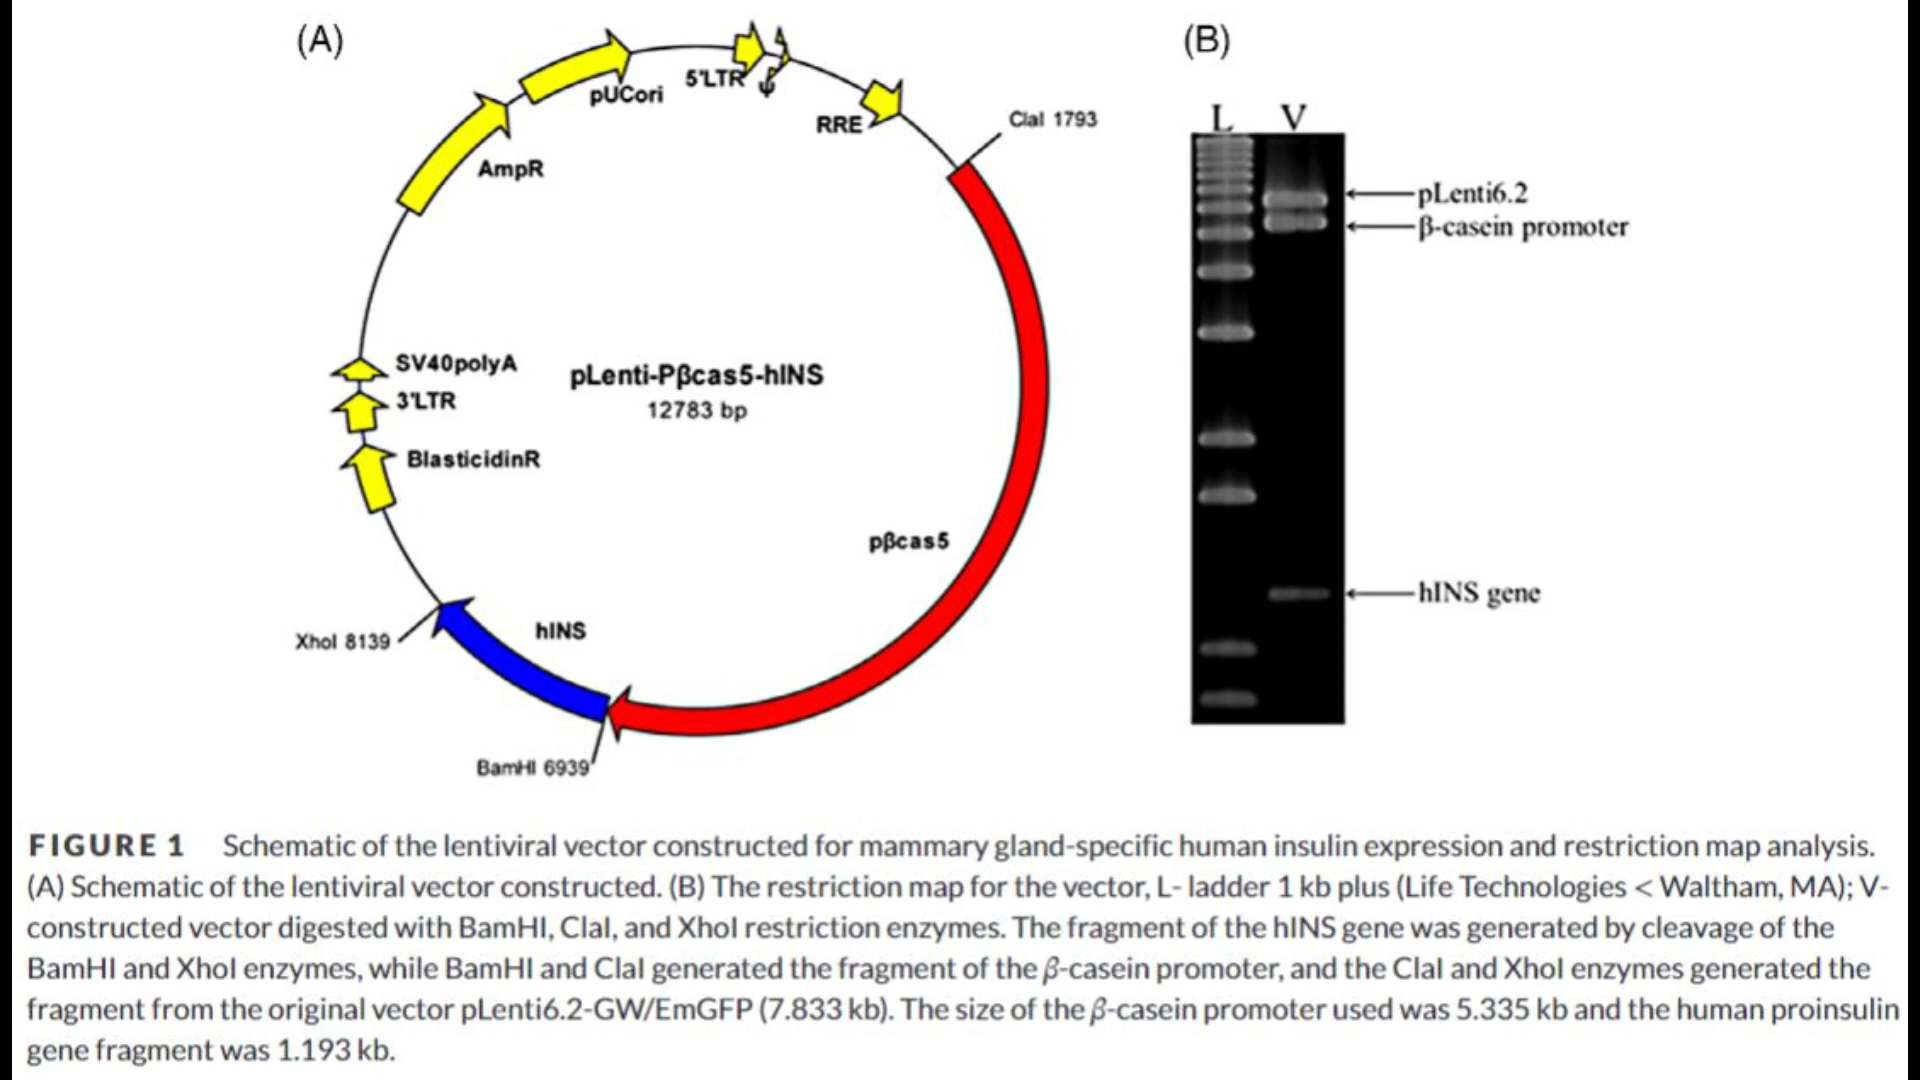 (A)
pUCori
5'LTR
ψ
RRE
ClaI 1793
AmpR
SV40polyA
3'LTR
BlasticidinR
pLenti-Pβcas5-hINS
12783 bp
pβcas5
hINS
XhoI 8139
BamHI 6939
(B)
L V
pLenti6.2
β-casein promoter
hINS gene
FIGURE 1 Schematic of the lentiviral vector constructed for mammary gland-specific human insulin expression and restriction map analysis.
(A) Schematic of the lentiviral vector constructed. (B) The restriction map for the vector, L- ladder 1 kb plus (Life Technologies < Waltham, MA); V-
constructed vector digested with BamHI, ClaI, and XhoI restriction enzymes. The fragment of the hINS gene was generated by cleavage of the
BamHI and XhoI enzymes, while BamHI and ClaI generated the fragment of the β-casein promoter, and the ClaI and XhoI enzymes generated the
fragment from the original vector pLenti6.2-GW/EmGFP (7.833 kb). The size of the β-casein promoter used was 5.335 kb and the human proinsulin
gene fragment was 1.193 kb.